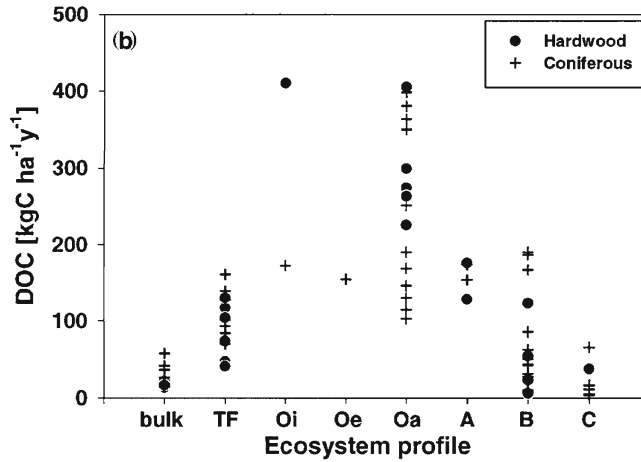 (b)
Hardwood
Coniferous
DOC [kgC ha⁻¹y⁻¹]
500
400
300
200
100
0
bulk TF Oi Oe Oa A B C
Ecosystem profile